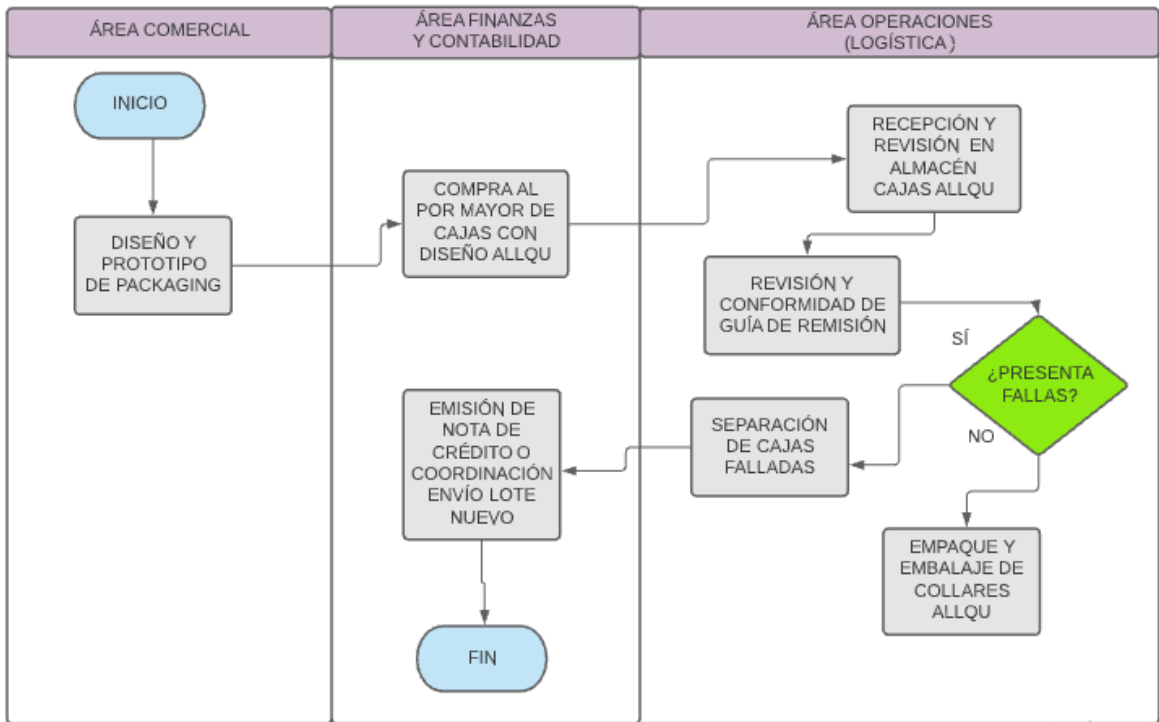 ÁREA COMERCIAL
ÁREA FINANZAS
Y CONTABILIDAD
ÁREA OPERACIONES
(LOGÍSTICA)
INICIO
DISEÑO Y
PROTOTIPO
DE PACKAGING
COMPRA AL
POR MAYOR DE
CAJAS CON
DISEÑO ALLQU
RECEPCIÓN Y
REVISIÓN EN
ALMACÉN
CAJAS ALLQU
REVISIÓN Y
CONFORMIDAD DE
GUÍA DE REMISIÓN
¿PRESENTA
FALLAS?
SÍ
SEPARACIÓN
DE CAJAS
FALLADAS
NO
EMPAQUE Y
EMBALAJE DE
COLLARES
ALLQU
EMISIÓN DE
NOTA DE
CRÉDITO O
COORDINACIÓN
ENVÍO LOTE
NUEVO
FIN